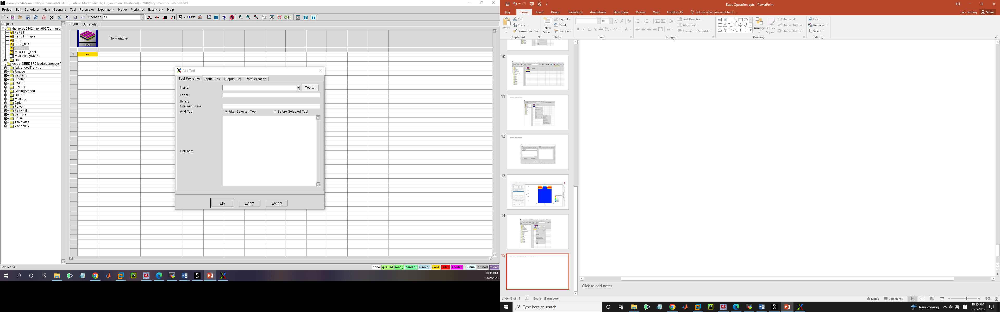 /home/ee5442/imem002/Sentaurus/MOSFET (Runtime Mode: Editable, Organization: Traditional) - SWB@Feynman01 vT-2022.03-SP1
Project Edit Scheduler View Scenario Tool Parameter Experiments Nodes Variables Extensions Help
Scenario: all
Projects
/home/ee5442/imem002/Sentaurus
FeFET
FeFET_simple
MFM
MFM_final
MOSFET_final
MultiValleyMOS
tmp
/apps_SEEDER01/eda/synopsys/s
AdvancedTransport
Analog
Backend
Bipolar
CMOS
FinFET
GettingStarted
Hetero
Memory
Opto
Power
Reliability
Sensors
Solar
Templates
Variability
Project Scheduler
SDE
No Variables
1 --
Add Tool
Tool Properties Input Files Output Files Parallelization
Name Tools...
Label
Binary
Command Line
Add Tool After Selected Tool Before Selected Tool
Comment
OK Apply Cancel
Edit mode
none queued ready pending running done failed aborted virtual pruned folded
10:35 PM
13/2/2023
Basic Opeartion.pptx - PowerPoint
File Home Insert Design Transitions Animations Slide Show Review View EndNote X9 Tell me what you want to do...
Jiao Leming Share
Paste
Cut
Copy
Format Painter
Clipboard
New Slide
Layout
Reset
Section
Slides
18
B I U S abc AV Aa A
Font
Text Direction
Align Text
Convert to SmartArt
Paragraph
Arrange
Quick Styles
Shape Fill
Shape Outline
Shape Effects
Drawing
Find
Replace
Select
Editing
10
11
12
13
14
15
Click to add notes
Slide 15 of 15 English (Singapore)
Notes Comments 150%
Type here to search
Rain coming
英
10:35 PM
13/2/2023